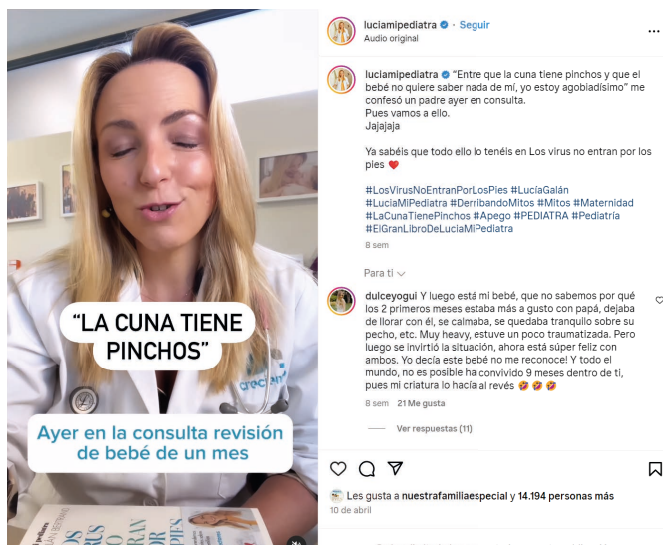 luciamipediatra · Seguir
Audio original
luciamipediatra “Entre que la cuna tiene pinchos y que el
bebé no quiere saber nada de mí, yo estoy agobiadísimo” me
confesó un padre ayer en consulta.
Pues vamos a ello.
Jajajaja
Ya sabéis que todo ello lo tenéis en Los virus no entran por los
pies ❤️
#LosVirusNoEntranPorLosPies #LucíaGalán
#LuciaMiPediatra #DerribandoMitos #Mitos #Maternidad
#LaCunaTienePinchos #Apego #PEDIATRA #Pediatría
#ElGranLibroDeLuciaMiPediatra
8 sem
Para ti
dulceyogui Y luego está mi bebé, que no sabemos por qué
los 2 primeros meses estaba más a gusto con papá, dejaba
de llorar con él, se calmaba, se quedaba tranquilo sobre su
pecho, etc. Muy heavy, estuve un poco traumatizada. Pero
luego se invirtió la situación, ahora está súper feliz con
ambos. Yo decía este bebé no me reconoce! Y todo el
mundo, no es posible ha convivido 9 meses dentro de ti,
pues mi criatura lo hacía al revés 🤣🤣🤣
8 sem 21 Me gusta
Ver respuestas (11)
Les gusta a nuestrafamiliaespecial y 14.194 personas más
10 de abril
“LA CUNA TIENE
PINCHOS”
Ayer en la consulta revisión
de bebé de un mes